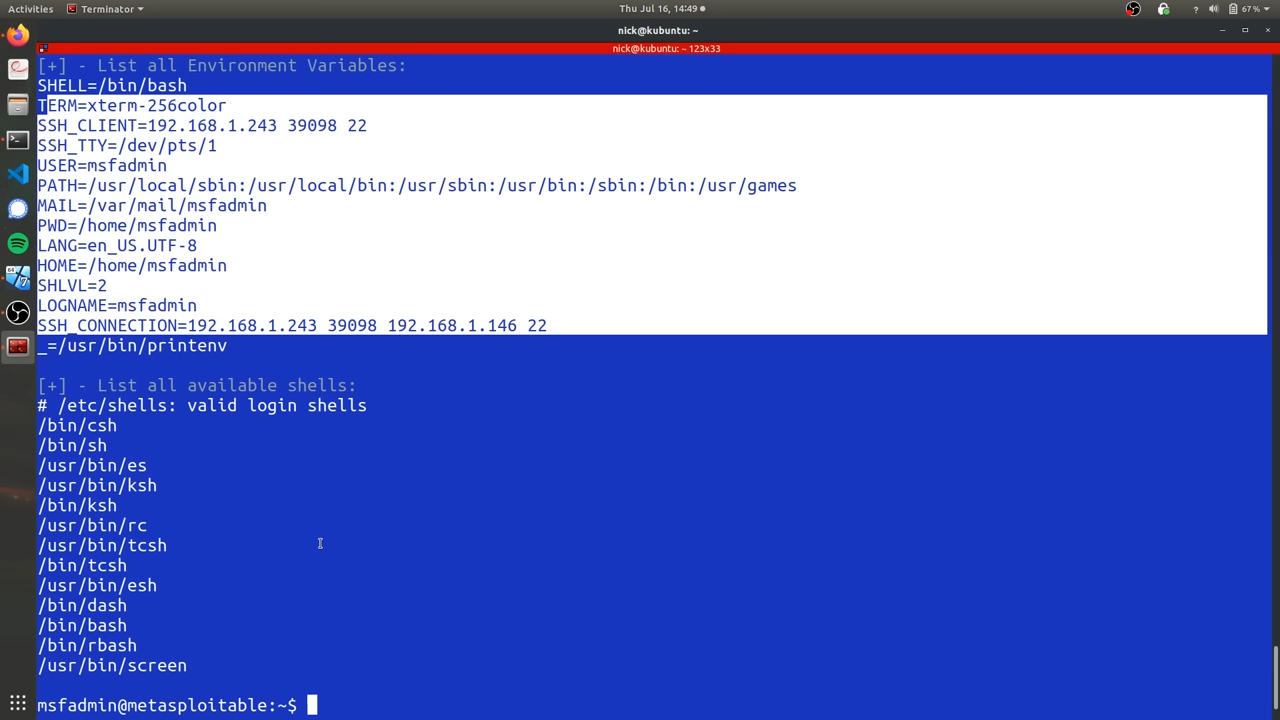 Activities
Terminator
Thu Jul 16, 14:49
67 %
nick@kubuntu: ~
nick@kubuntu: ~ 123x33
[+] - List all Environment Variables:
SHELL=/bin/bash
TERM=xterm-256color
SSH_CLIENT=192.168.1.243 39098 22
SSH_TTY=/dev/pts/1
USER=msfadmin
PATH=/usr/local/sbin:/usr/local/bin:/usr/sbin:/usr/bin:/sbin:/bin:/usr/games
MAIL=/var/mail/msfadmin
PWD=/home/msfadmin
LANG=en_US.UTF-8
HOME=/home/msfadmin
SHLVL=2
LOGNAME=msfadmin
SSH_CONNECTION=192.168.1.243 39098 192.168.1.146 22
_=/usr/bin/printenv
[+] - List all available shells:
# /etc/shells: valid login shells
/bin/csh
/bin/sh
/usr/bin/es
/usr/bin/ksh
/bin/ksh
/usr/bin/rc
/usr/bin/tcsh
/bin/tcsh
/usr/bin/esh
/bin/dash
/bin/bash
/bin/rbash
/usr/bin/screen
msfadmin@metasploitable:~$